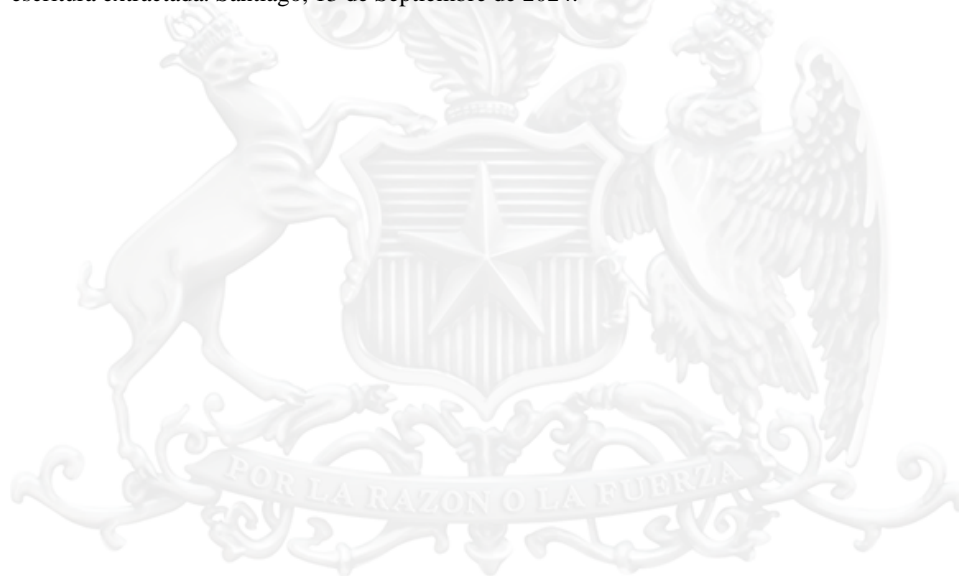 escritura extractada. Santiago, 13 de Septiembre de 2024.-
POR LA RAZON O LA FUERZA